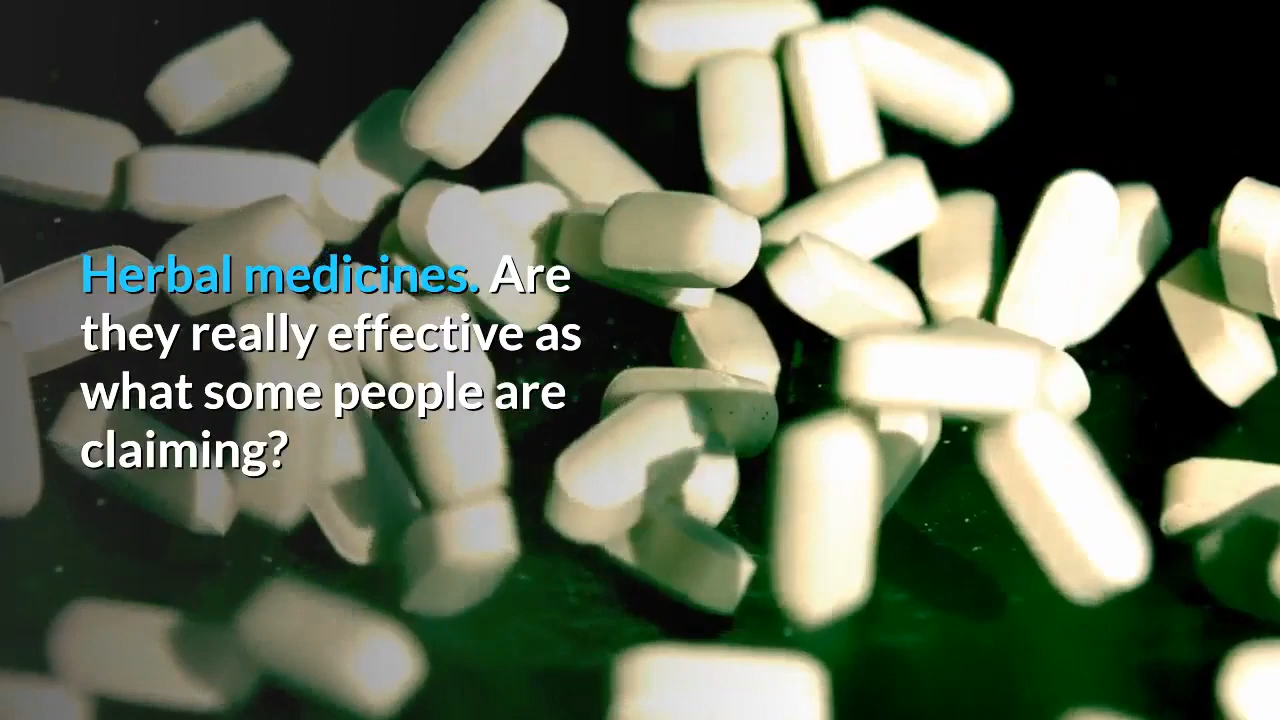 Herbal medicines. Are
they really effective as
what some people are
claiming?